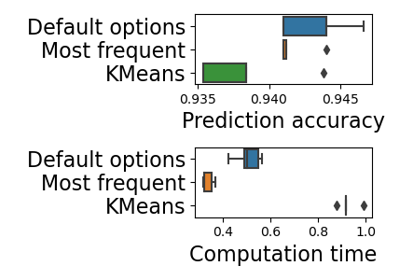 Default options
Most frequent
KMeans
0.935 0.940 0.945
Prediction accuracy
Default options
Most frequent
KMeans
0.4 0.6 0.8 1.0
Computation time